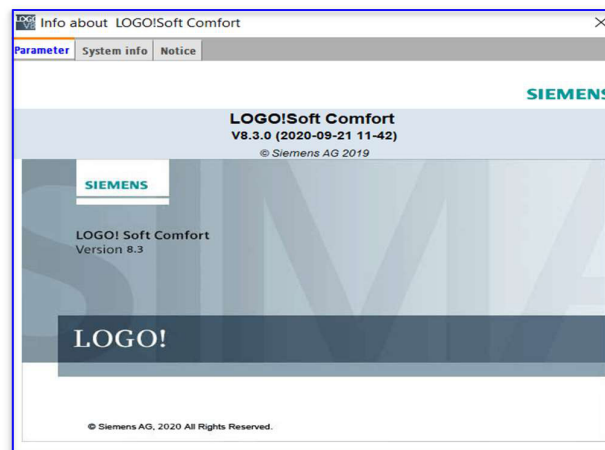 LOGO V8 Info about LOGO!Soft Comfort
Parameter System info Notice
SIEMENS
LOGO!Soft Comfort
V8.3.0 (2020-09-21 11-42)
© Siemens AG 2019
SIEMENS
LOGO! Soft Comfort
Version 8.3
LOGO!
© Siemens AG, 2020 All Rights Reserved.